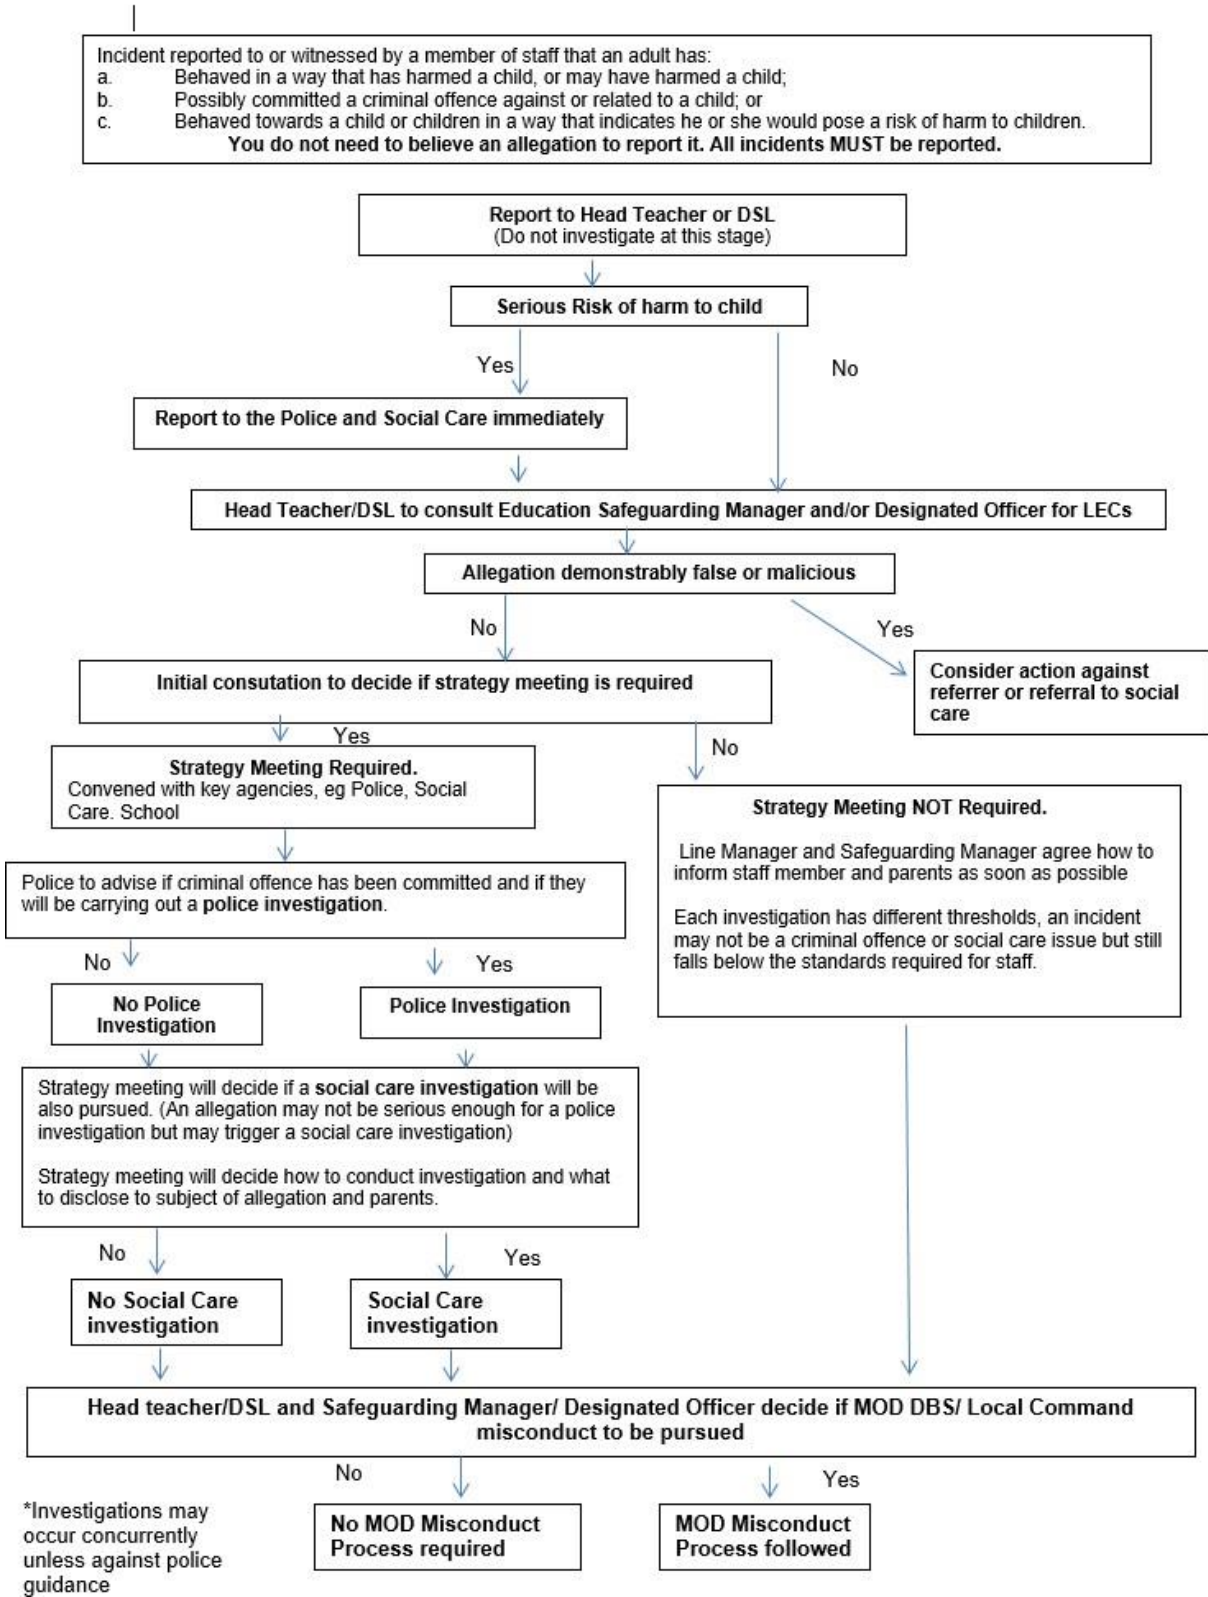 Incident reported to or witnessed by a member of staff that an adult has:
a. Behaved in a way that has harmed a child, or may have harmed a child;
b. Possibly committed a criminal offence against or related to a child; or
c. Behaved towards a child or children in a way that indicates he or she would pose a risk of harm to children.
You do not need to believe an allegation to report it. All incidents MUST be reported.
Report to Head Teacher or DSL
(Do not investigate at this stage)
Serious Risk of harm to child
Yes
No
Report to the Police and Social Care immediately
Head Teacher/DSL to consult Education Safeguarding Manager and/or Designated Officer for LECs
Allegation demonstrably false or malicious
No
Yes
Initial consutation to decide if strategy meeting is required
Consider action against
referrer or referral to social
care
Yes
No
Strategy Meeting Required.
Convened with key agencies, eg Police, Social
Care. School
Strategy Meeting NOT Required.
Line Manager and Safeguarding Manager agree how to
inform staff member and parents as soon as possible
Each investigation has different thresholds, an incident
may not be a criminal offence or social care issue but still
falls below the standards required for staff.
Police to advise if criminal offence has been committed and if they
will be carrying out a police investigation.
No
Yes
No Police
Investigation
Police Investigation
Strategy meeting will decide if a social care investigation will be
also pursued. (An allegation may not be serious enough for a police
investigation but may trigger a social care investigation)
Strategy meeting will decide how to conduct investigation and what
to disclose to subject of allegation and parents.
No
Yes
No Social Care
investigation
Social Care
investigation
Head teacher/DSL and Safeguarding Manager/ Designated Officer decide if MOD DBS/ Local Command
misconduct to be pursued
No
Yes
No MOD Misconduct
Process required
MOD Misconduct
Process followed
*Investigations may
occur concurrently
unless against police
guidance